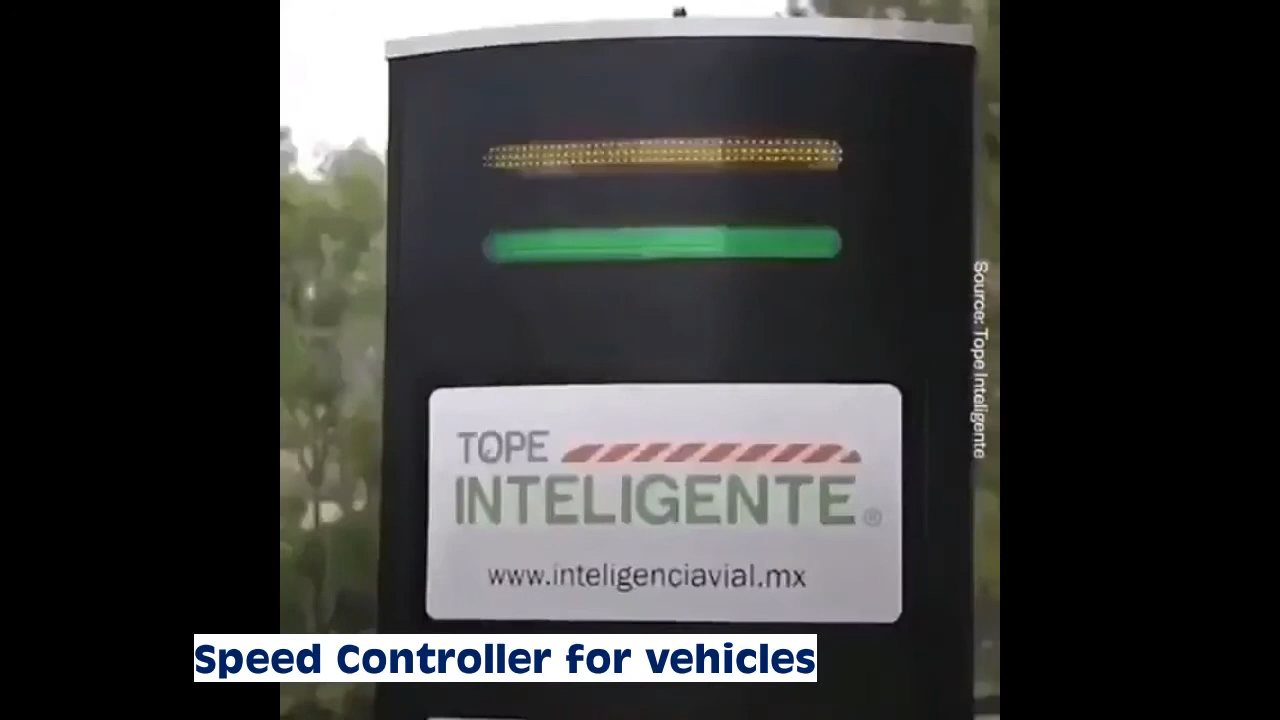 TOPE
INTELIGENTE®
www.inteligenciavial.mx
Source: Tope Inteligente
Speed Controller for vehicles